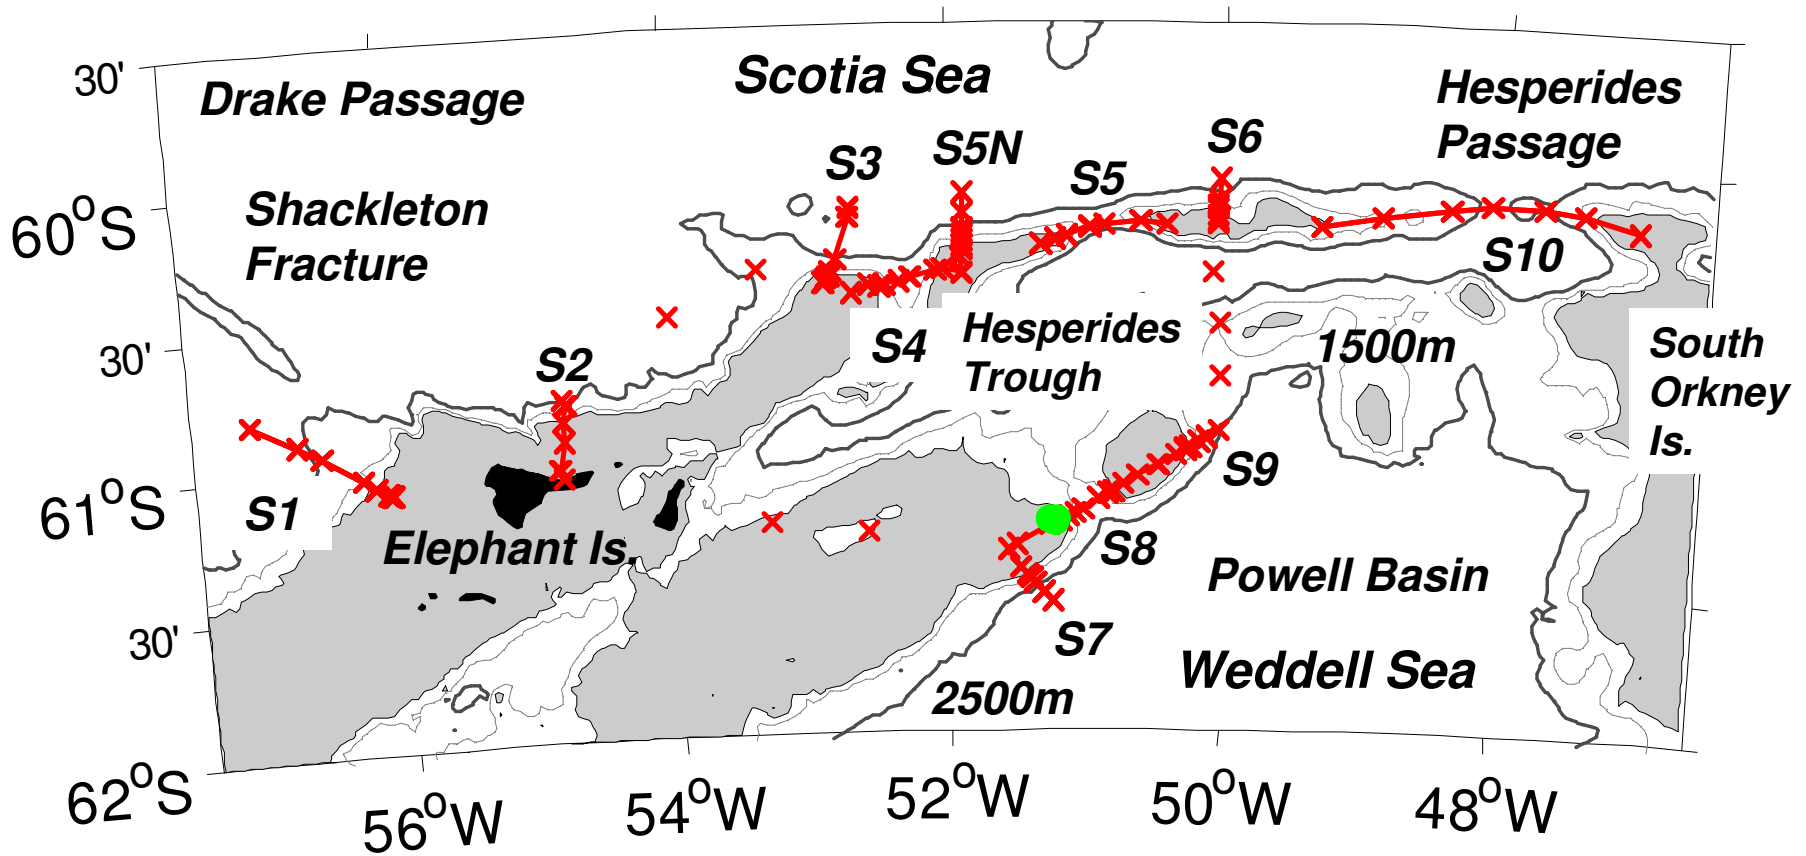 30'
Drake Passage
Scotia Sea
Hesperides
Passage
S3
S5N
S5
S6
60°S
Shackleton
Fracture
S10
30'
S2
S4
Hesperides
Trough
1500m
South
Orkney
Is.
61°S
S1
S9
Elephant Is.
S8
Powell Basin
30'
S7
Weddell Sea
2500m
62°S
56°W
54°W
52°W
50°W
48°W